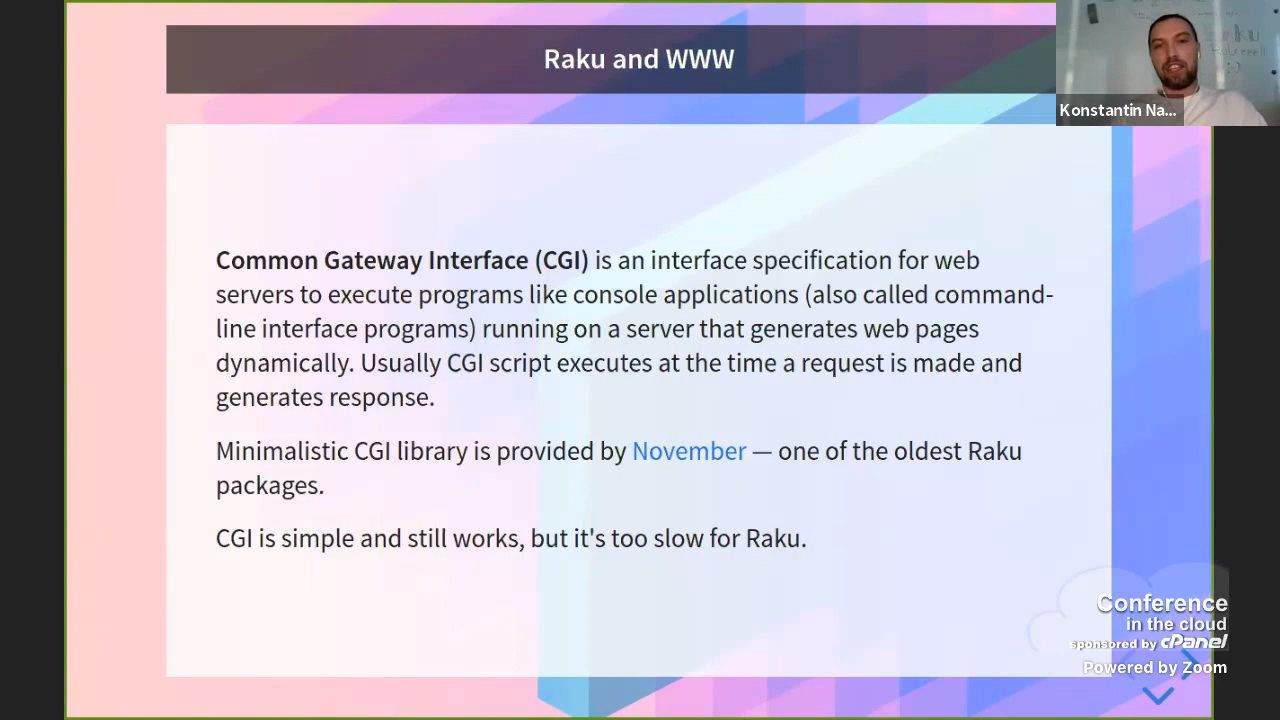 Raku and WWW
Konstantin Na...
Common Gateway Interface (CGI) is an interface specification for web
servers to execute programs like console applications (also called command-
line interface programs) running on a server that generates web pages
dynamically. Usually CGI script executes at the time a request is made and
generates response.
Minimalistic CGI library is provided by November — one of the oldest Raku
packages.
CGI is simple and still works, but it's too slow for Raku.
Conference
in the cloud
sponsored by cPanel
Powered by Zoom